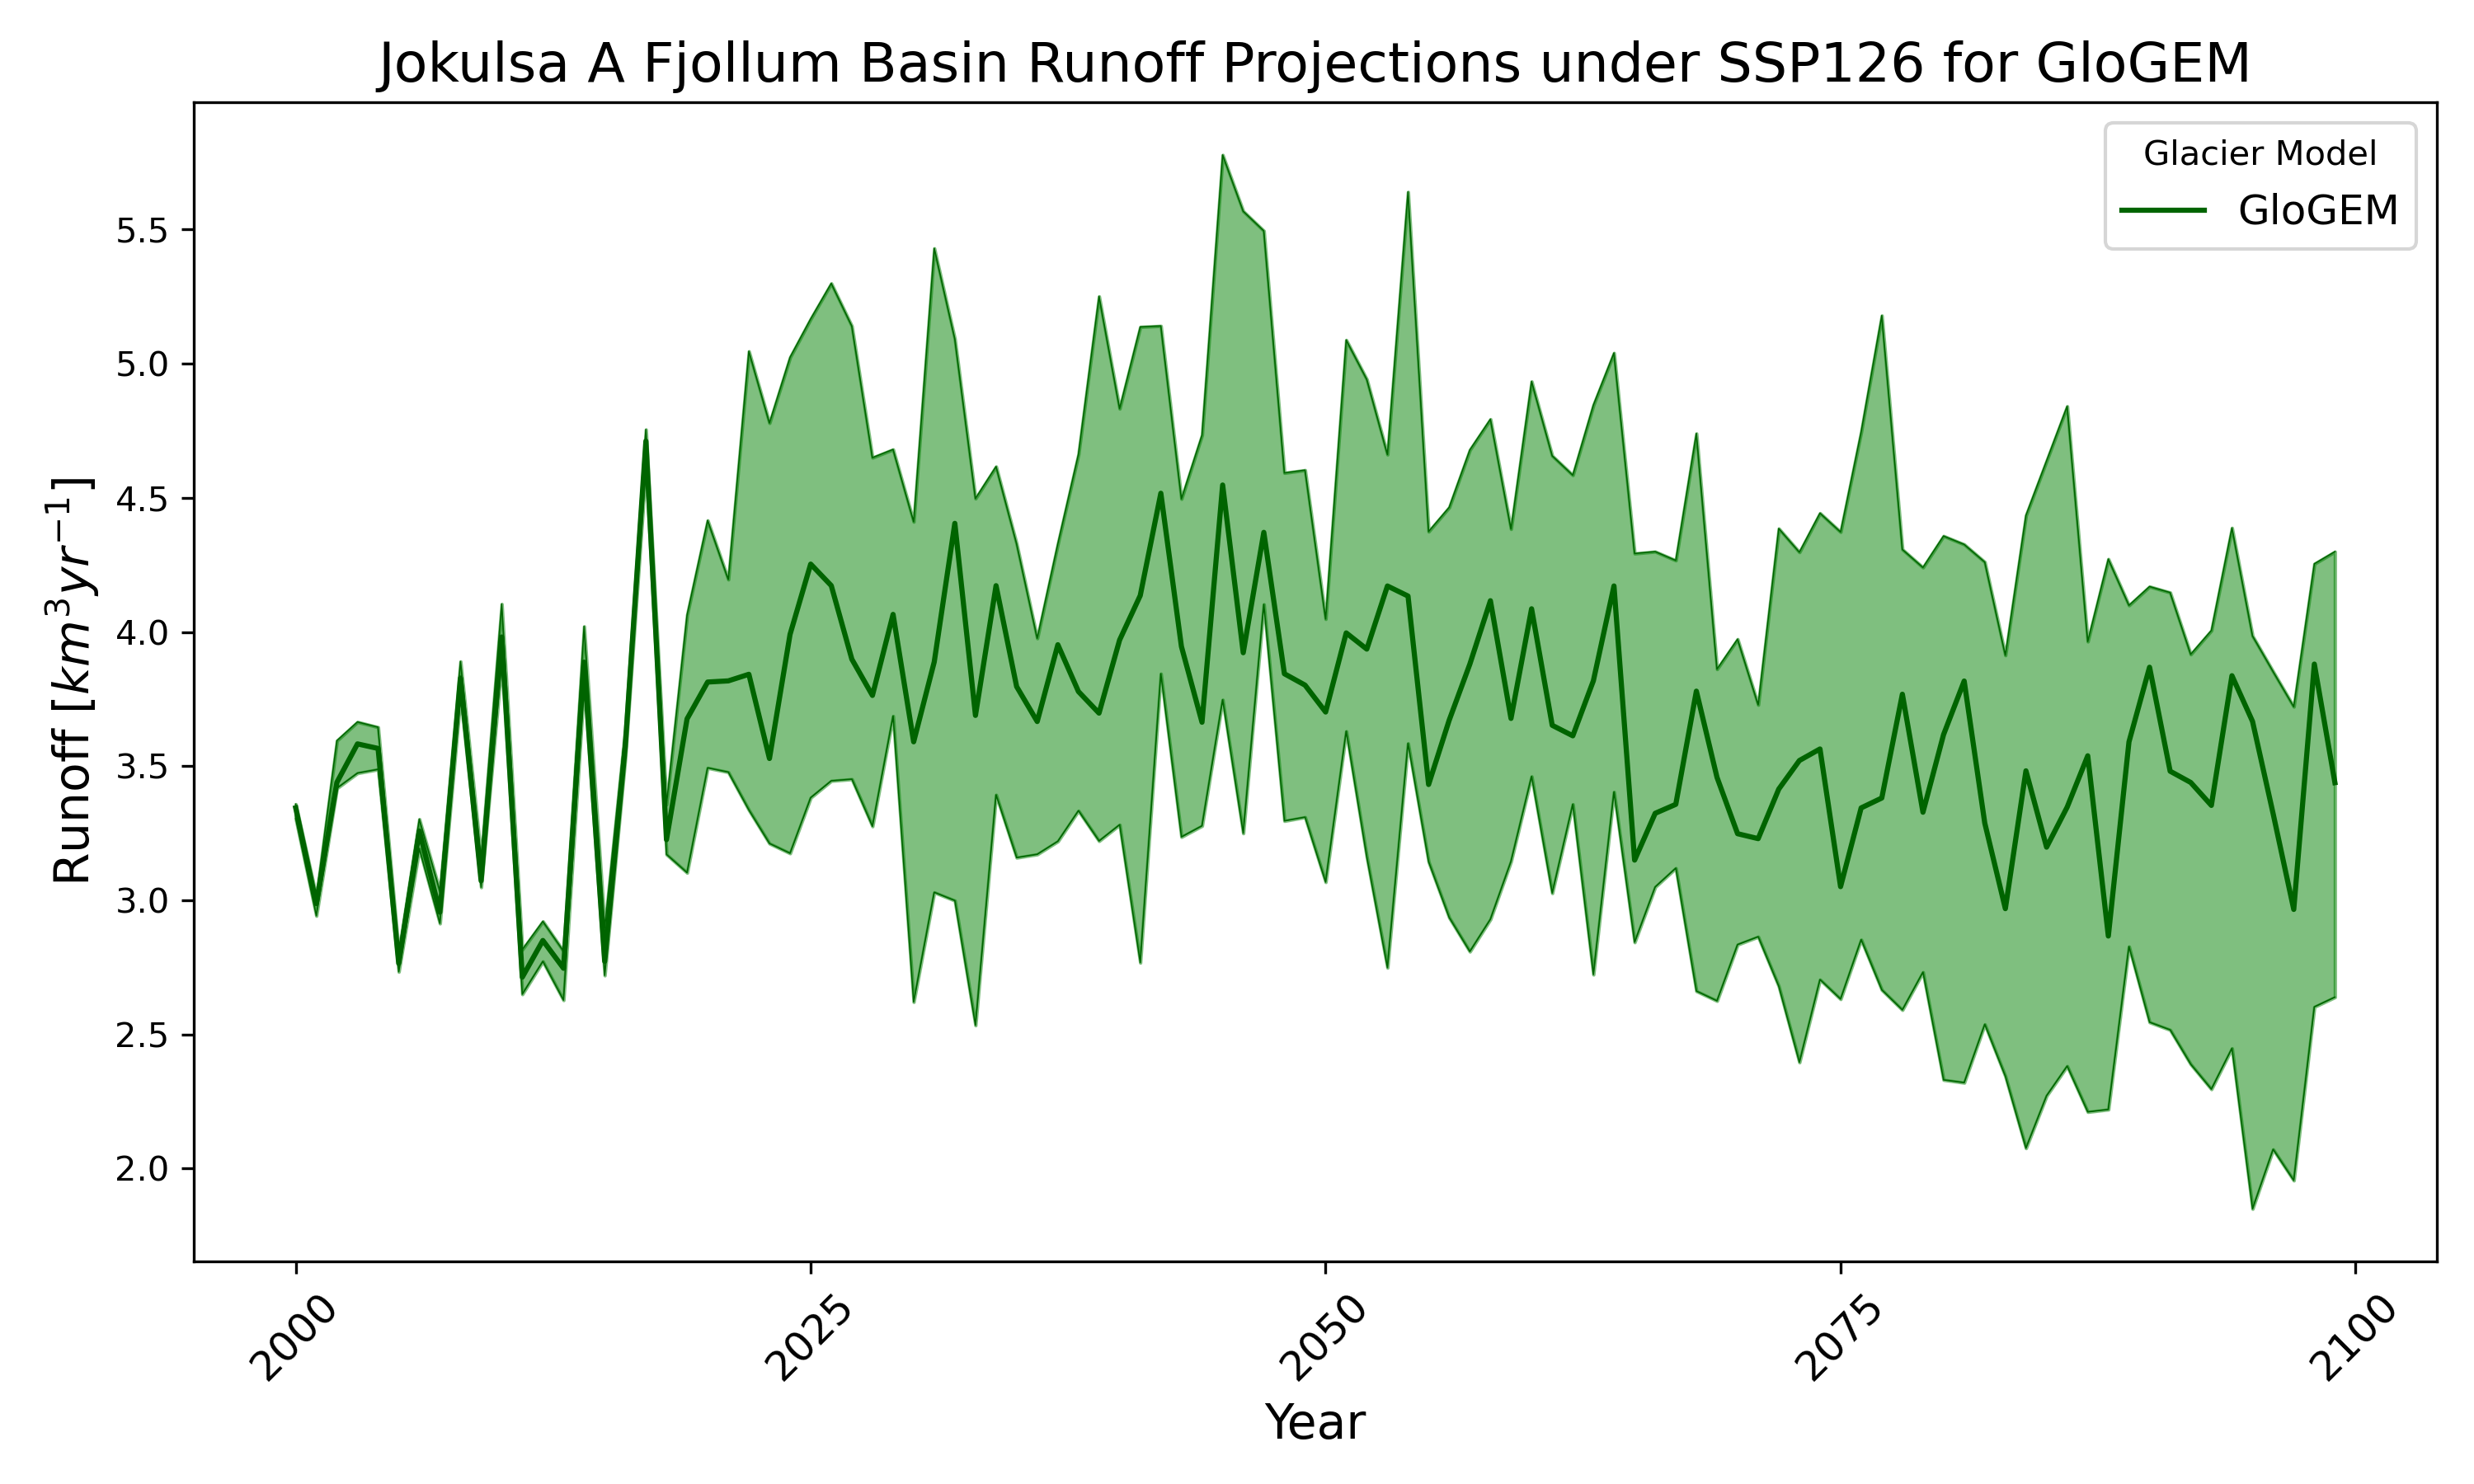 Jokulsa A Fjollum Basin Runoff Projections under SSP126 for GloGEM
Glacier Model
GloGEM
Runoff [km³yr⁻¹]
5.5
5.0
4.5
4.0
3.5
3.0
2.5
2.0
2000
2025
2050
2075
2100
Year